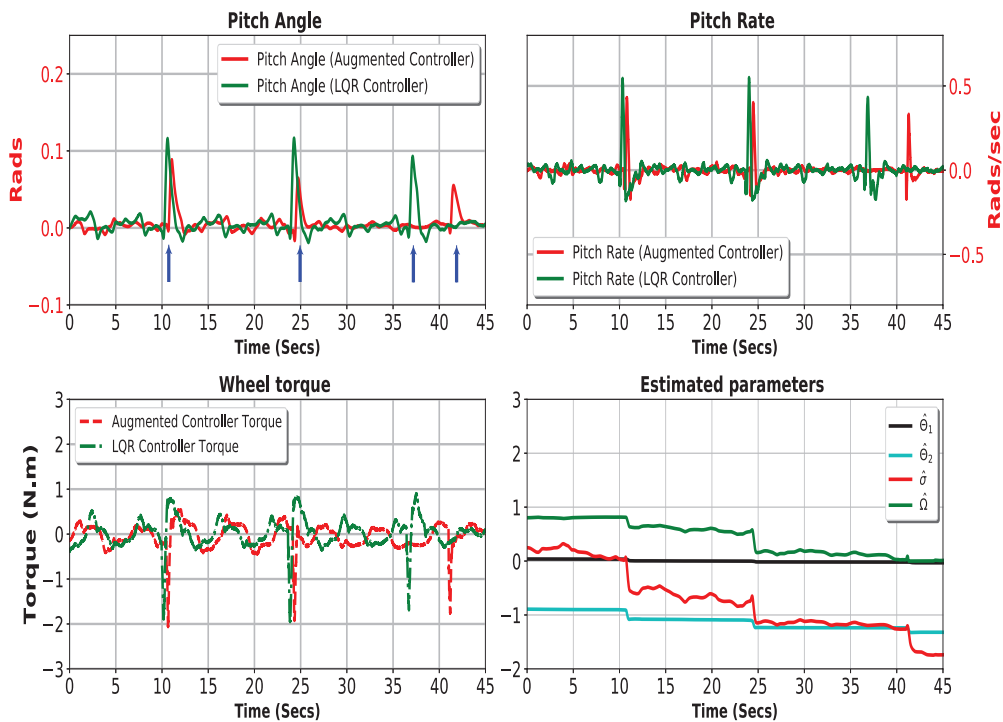 Pitch Angle
Pitch Angle (Augmented Controller)
Pitch Angle (LQR Controller)
Rads
0.2
0.1
0.0
−0.1
0 5 10 15 20 25 30 35 40 45
Time (Secs)
Pitch Rate
Pitch Rate (Augmented Controller)
Pitch Rate (LQR Controller)
0.5
0.0
−0.5
Rads/sec
0 5 10 15 20 25 30 35 40 45
Time (Secs)
Wheel torque
Augmented Controller Torque
LQR Controller Torque
Torque (N.m)
3
2
1
0
−1
−2
−3
0 5 10 15 20 25 30 35 40 45
Time (Secs)
Estimated parameters
Θ̂₁
Θ̂₂
σ̂
Ω̂
3
2
1
0
−1
−2
0 5 10 15 20 25 30 35 40 45
Time (Secs)